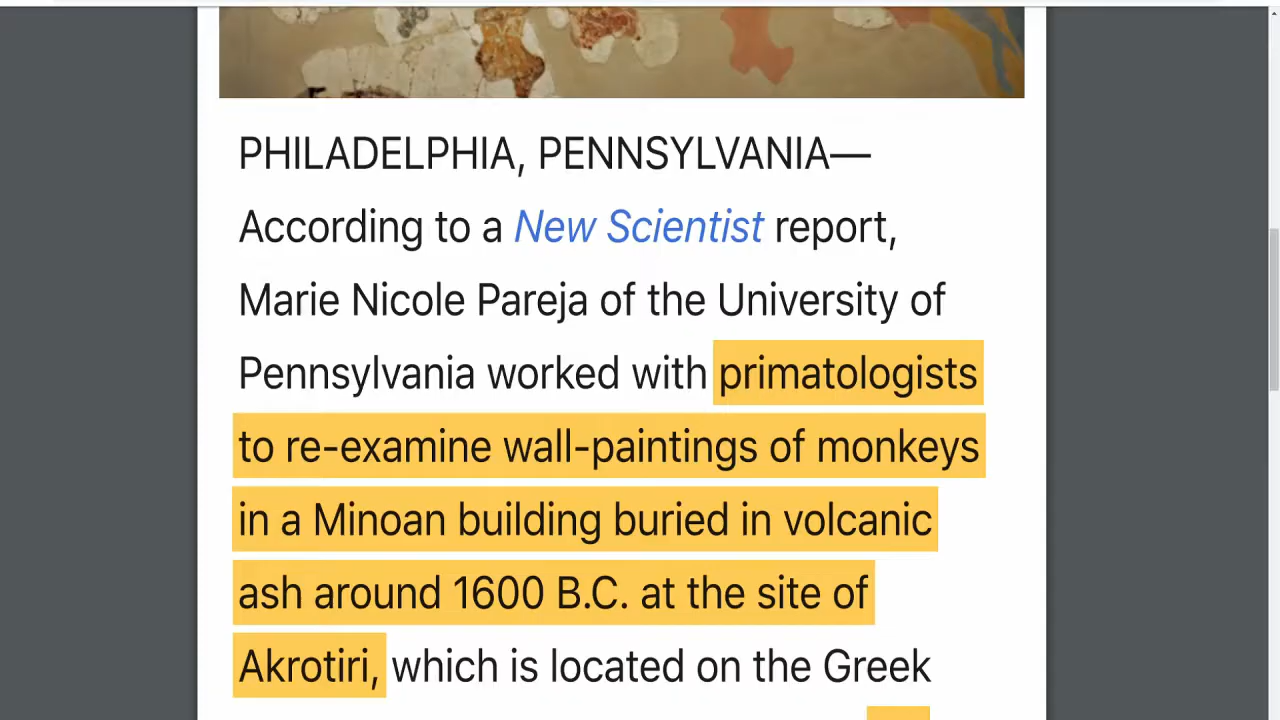 PHILADELPHIA, PENNSYLVANIA—
According to a New Scientist report,
Marie Nicole Pareja of the University of
Pennsylvania worked with primatologists
to re-examine wall-paintings of monkeys
in a Minoan building buried in volcanic
ash around 1600 B.C. at the site of
Akrotiri, which is located on the Greek